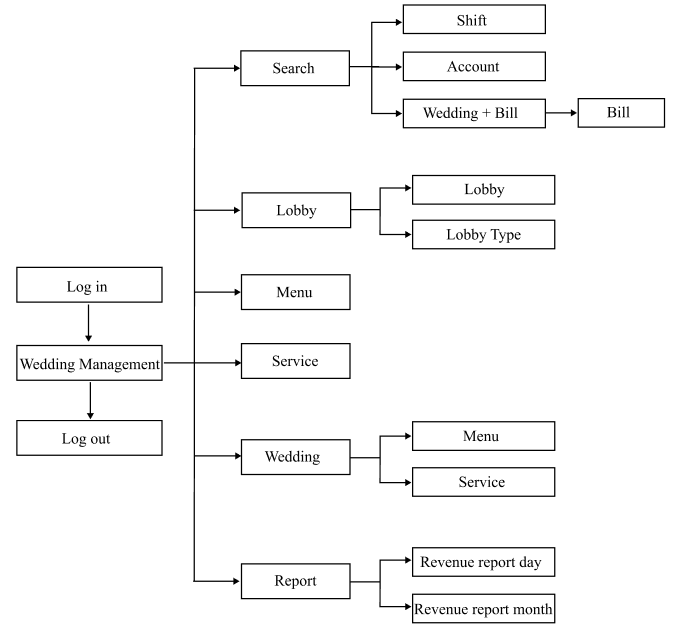 Shift
Search
Account
Wedding + Bill
Bill
Lobby
Lobby
Lobby Type
Log in
Menu
Wedding Management
Service
Log out
Wedding
Menu
Service
Report
Revenue report day
Revenue report month